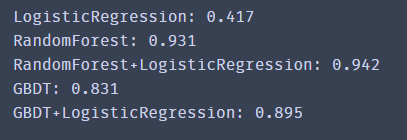 LogisticRegression: 0.417
RandomForest: 0.931
RandomForest+LogisticRegression: 0.942
GBDT: 0.831
GBDT+LogisticRegression: 0.895